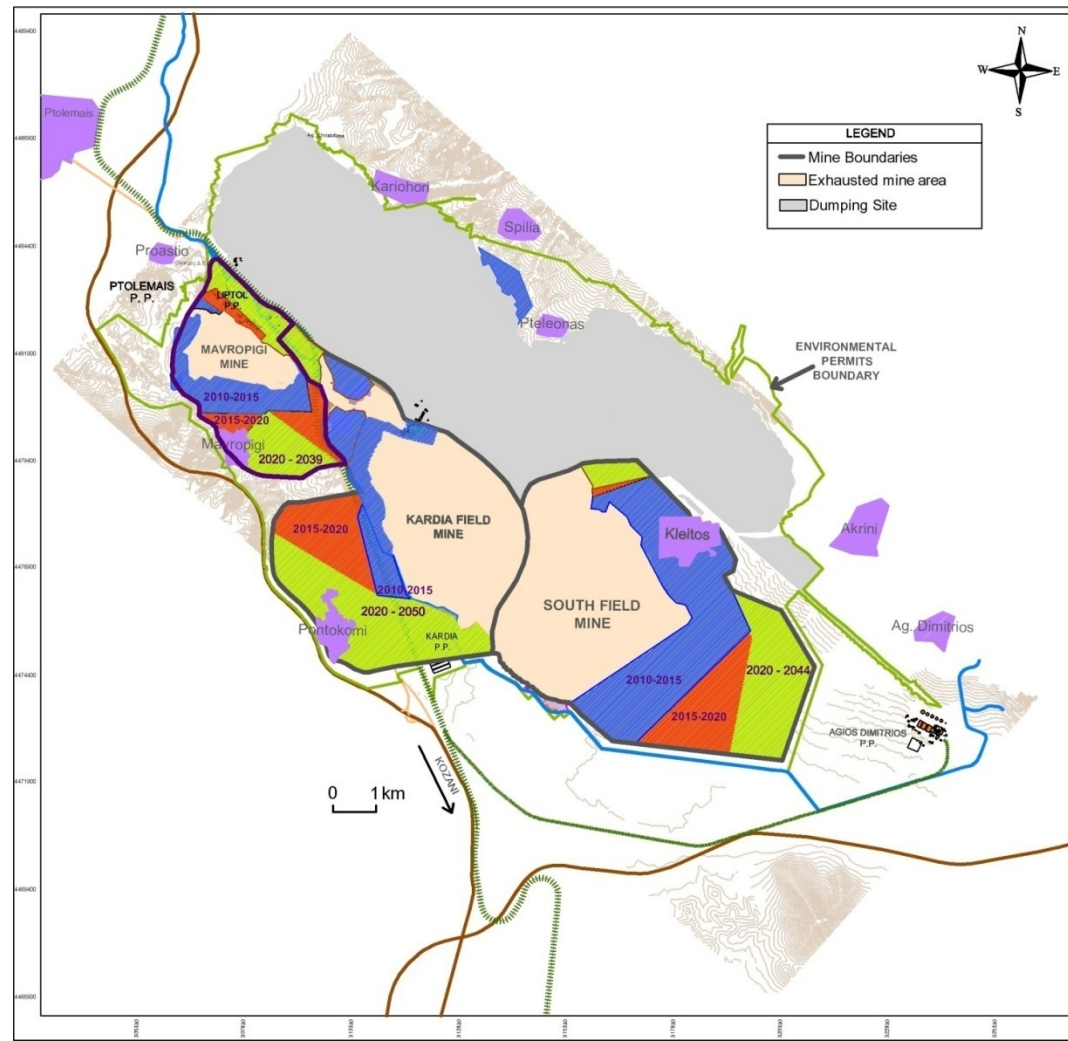 N
W
E
S
LEGEND
Mine Boundaries
Exhausted mine area
Dumping Site
Ptolemais
Kariohori
Spilia
Proastio
PTOLEMAIS
P. P.
LIPTOL
P.P.
Pteleonas
MAVROPIGI
MINE
ENVIRONMENTAL
PERMITS
BOUNDARY
2010-2015
2015-2020
Mavropigi
2020 - 2039
2015-2020
KARDIA FIELD
MINE
Kleitos
Akrini
2010-2015
2020 - 2050
SOUTH FIELD
MINE
Pontokomi
KARDIA
P.P.
Ag. Dimitrios
2020 - 2044
2010-2015
2015-2020
AGIOS DIMITRIOS
P.P.
KOZANI
0 1 km